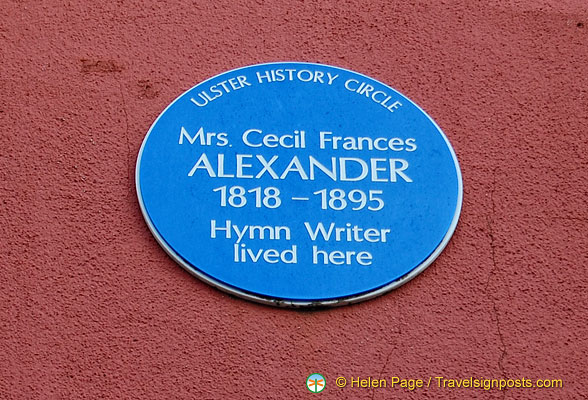 ULSTER HISTORY CIRCLE
Mrs. Cecil Frances
ALEXANDER
1818 – 1895
Hymn Writer
lived here
© Helen Page / Travelsignposts.com